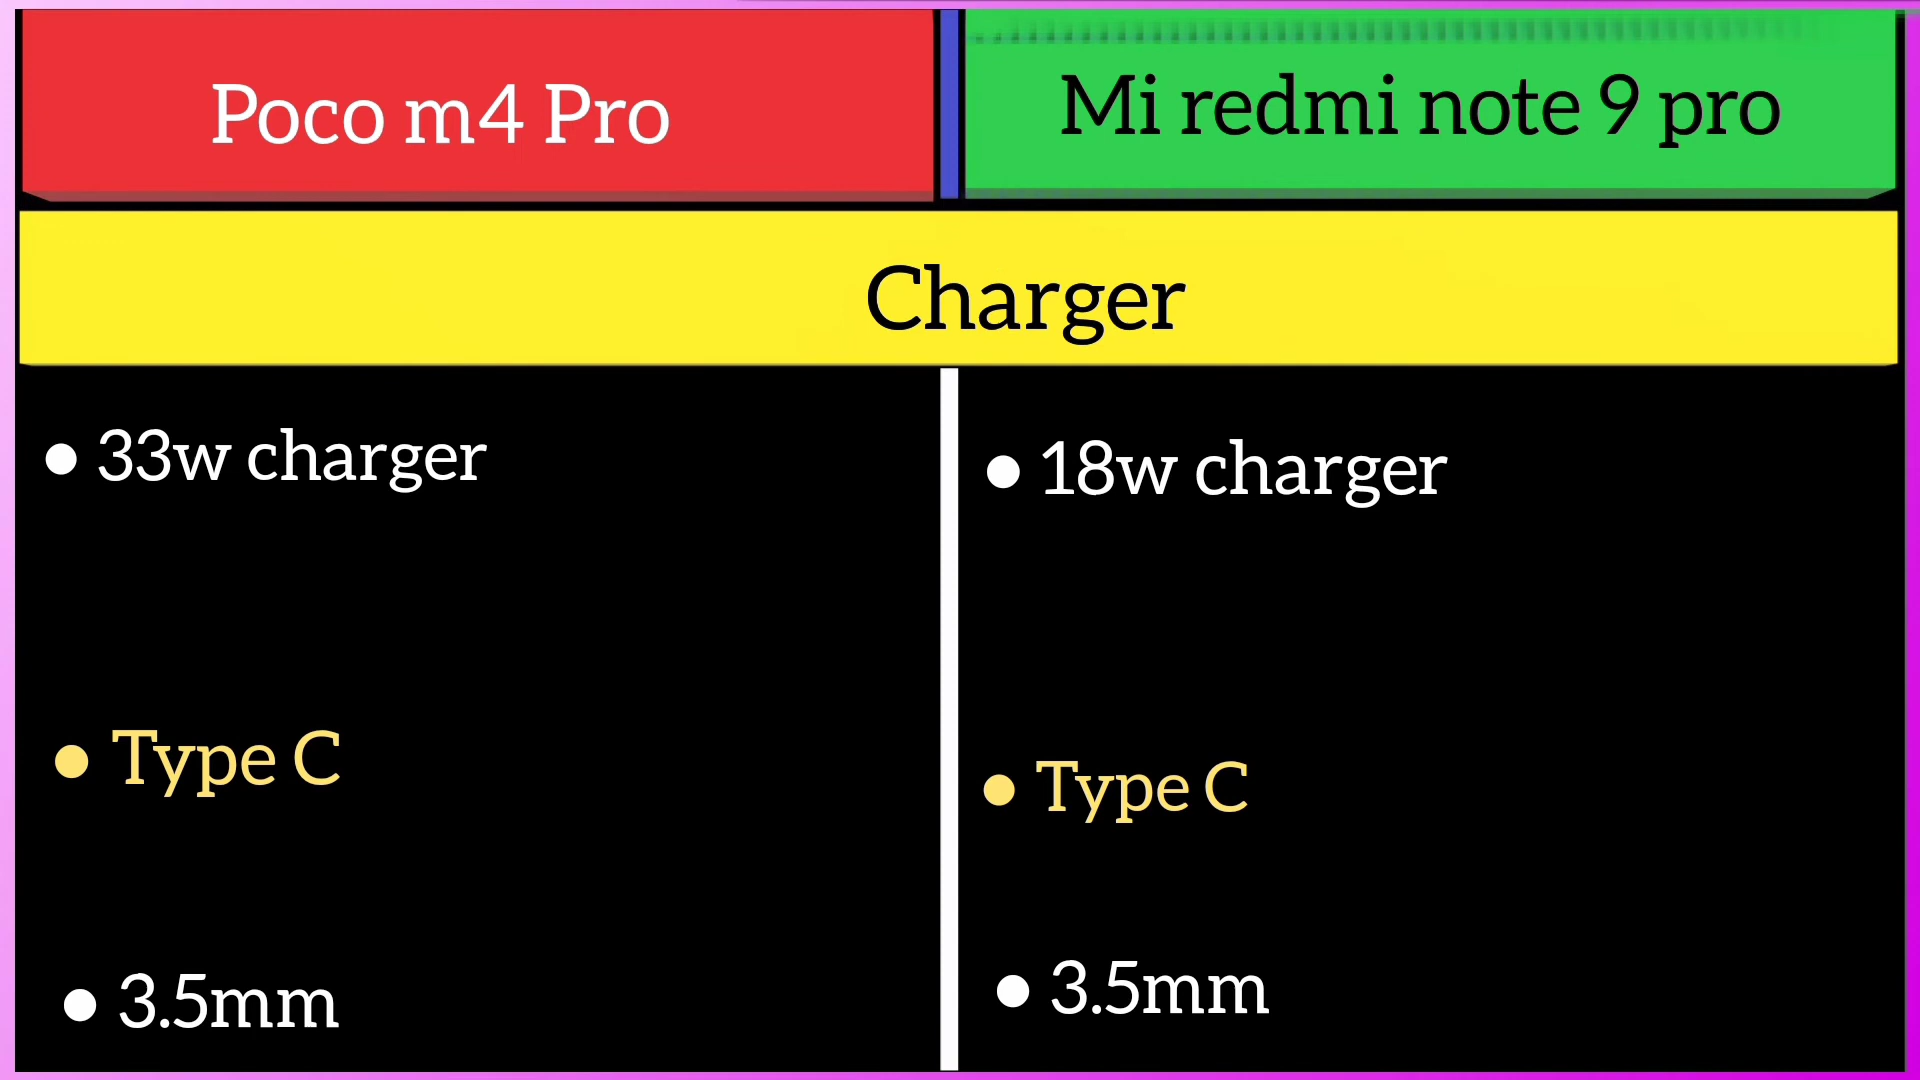 Poco m4 Pro
Mi redmi note 9 pro
Charger
• 33w charger
• Type C
• 3.5mm
• 18w charger
• Type C
• 3.5mm